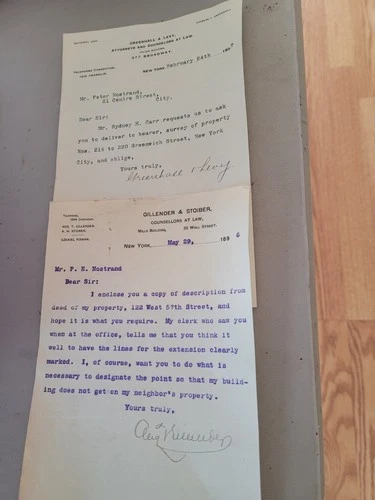 GREENHALL & LEVY,
ATTORNEYS AND COUNSELLORS AT LAW,
277 BROADWAY.
NEW YORK February 24th 189
Mr. Peter Nostrand,
21 Centre Street,
City.
Dear Sir:
Mr. Sydney H. Carr requests us to ask
you to deliver to bearer, survey of property
Nos. 214 to 220 Greenwich Street, New York
City, and oblige,
Yours truly,
Greenhall & Levy
GILLENDER & STOIBER,
COUNSELLORS AT LAW,
MILLS BUILDING, 35 WALL STREET.
AUG. T. GILLENDER
NEW YORK, May 29, 1896
Mr. P. E. Nostrand
Dear Sir:
I enclose you a copy of description from
deed of my property, 122 West 57th Street, and
hope it is what you require. My clerk who saw you
when at the office, tells me that you think it
well to have the lines for the extension clearly
marked. I, of course, want you to do what is
necessary to designate the point so that my build-
ing does not get on my neighbor's property.
Yours truly,